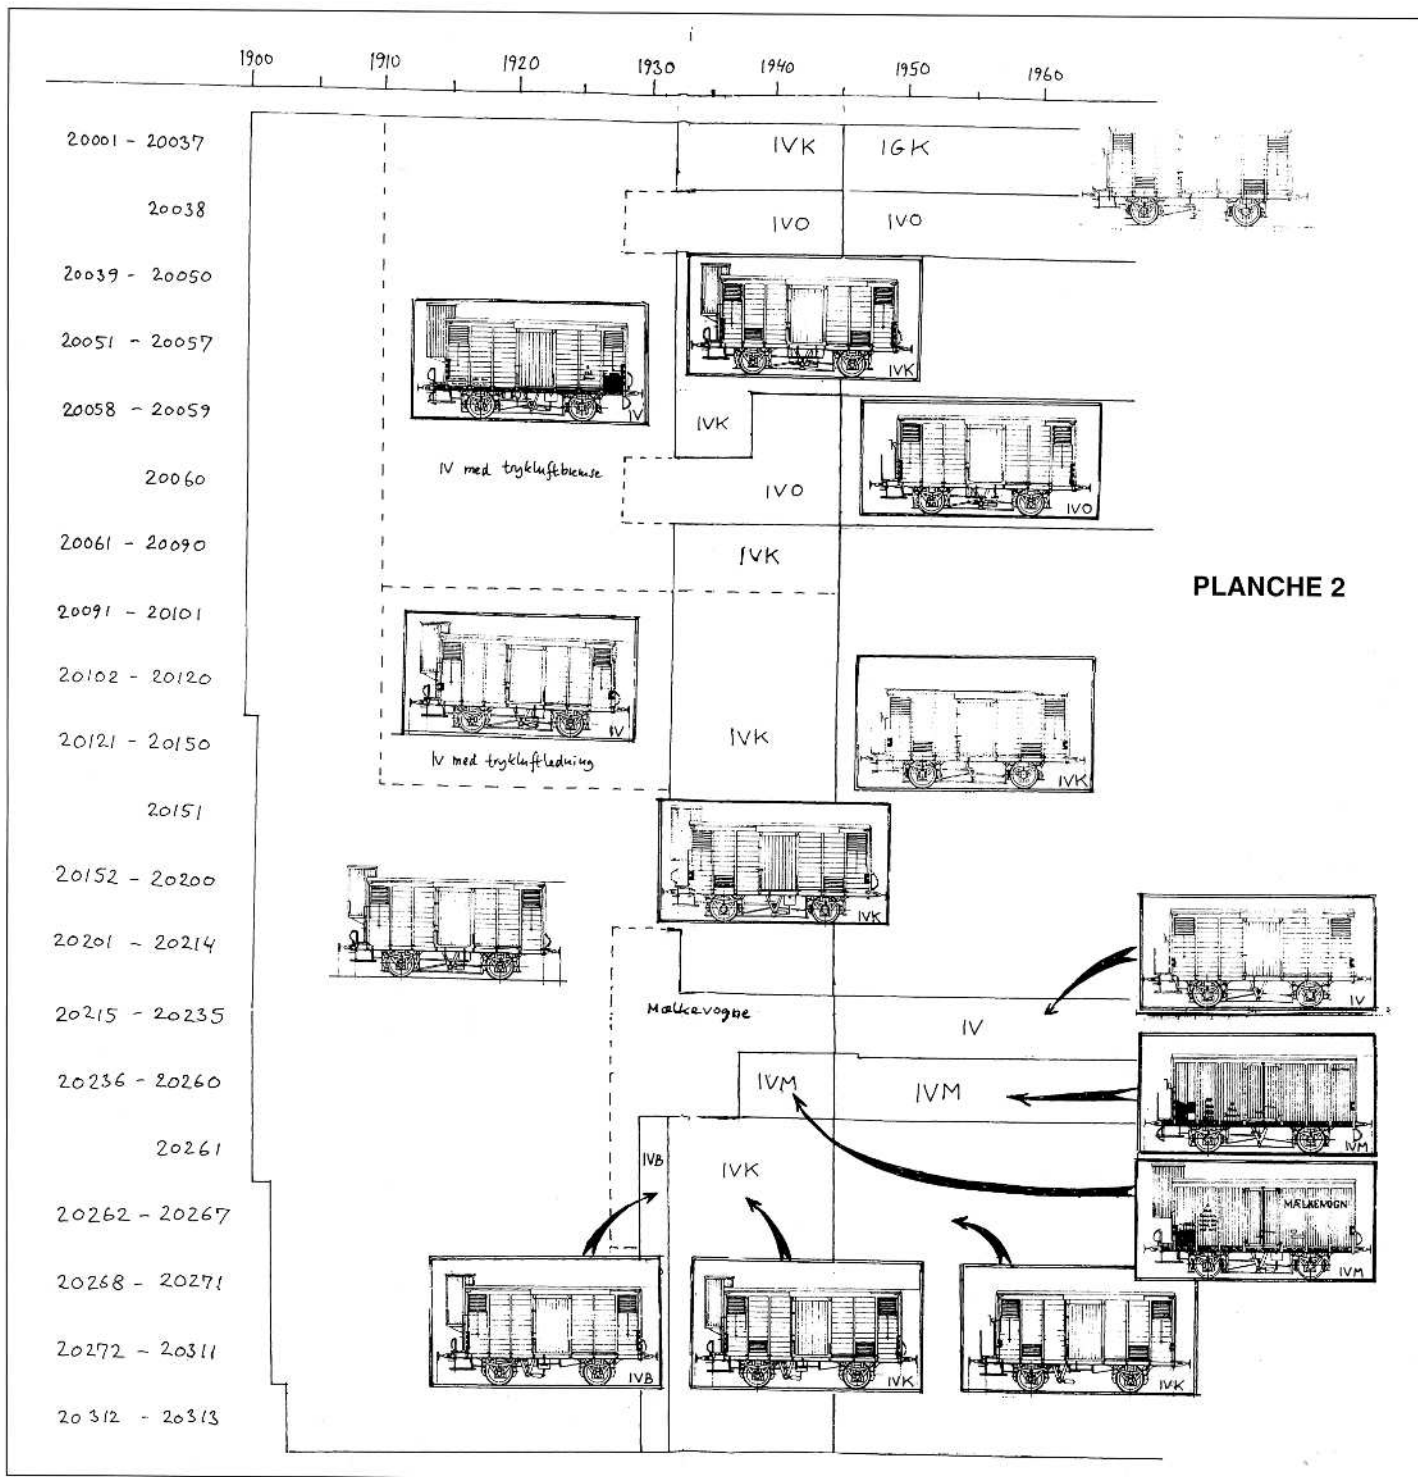 1900 1910 1920 1930 1940 1950 1960
20001 - 20037 IVK IGK
20038 IVO IVO
20039 - 20050
20051 - 20057 IV IVK
20058 - 20059 IVK
IV med trykluftbremse
20060 IVO IVO
20061 - 20090 IVK
PLANCHE 2
20091 - 20101
20102 - 20120
20121 - 20150 IV IVK
IV med trykluftledning IVK
20151
20152 - 20200 IVK
20201 - 20214
Mælkevogne IV
20215 - 20235 IV
20236 - 20260 IVM IVM
20261 IVB IVK IVM
20262 - 20267 MÆLKEVOGN
20268 - 20271 IVM
20272 - 20311 IVB IVK IVK
20312 - 20313